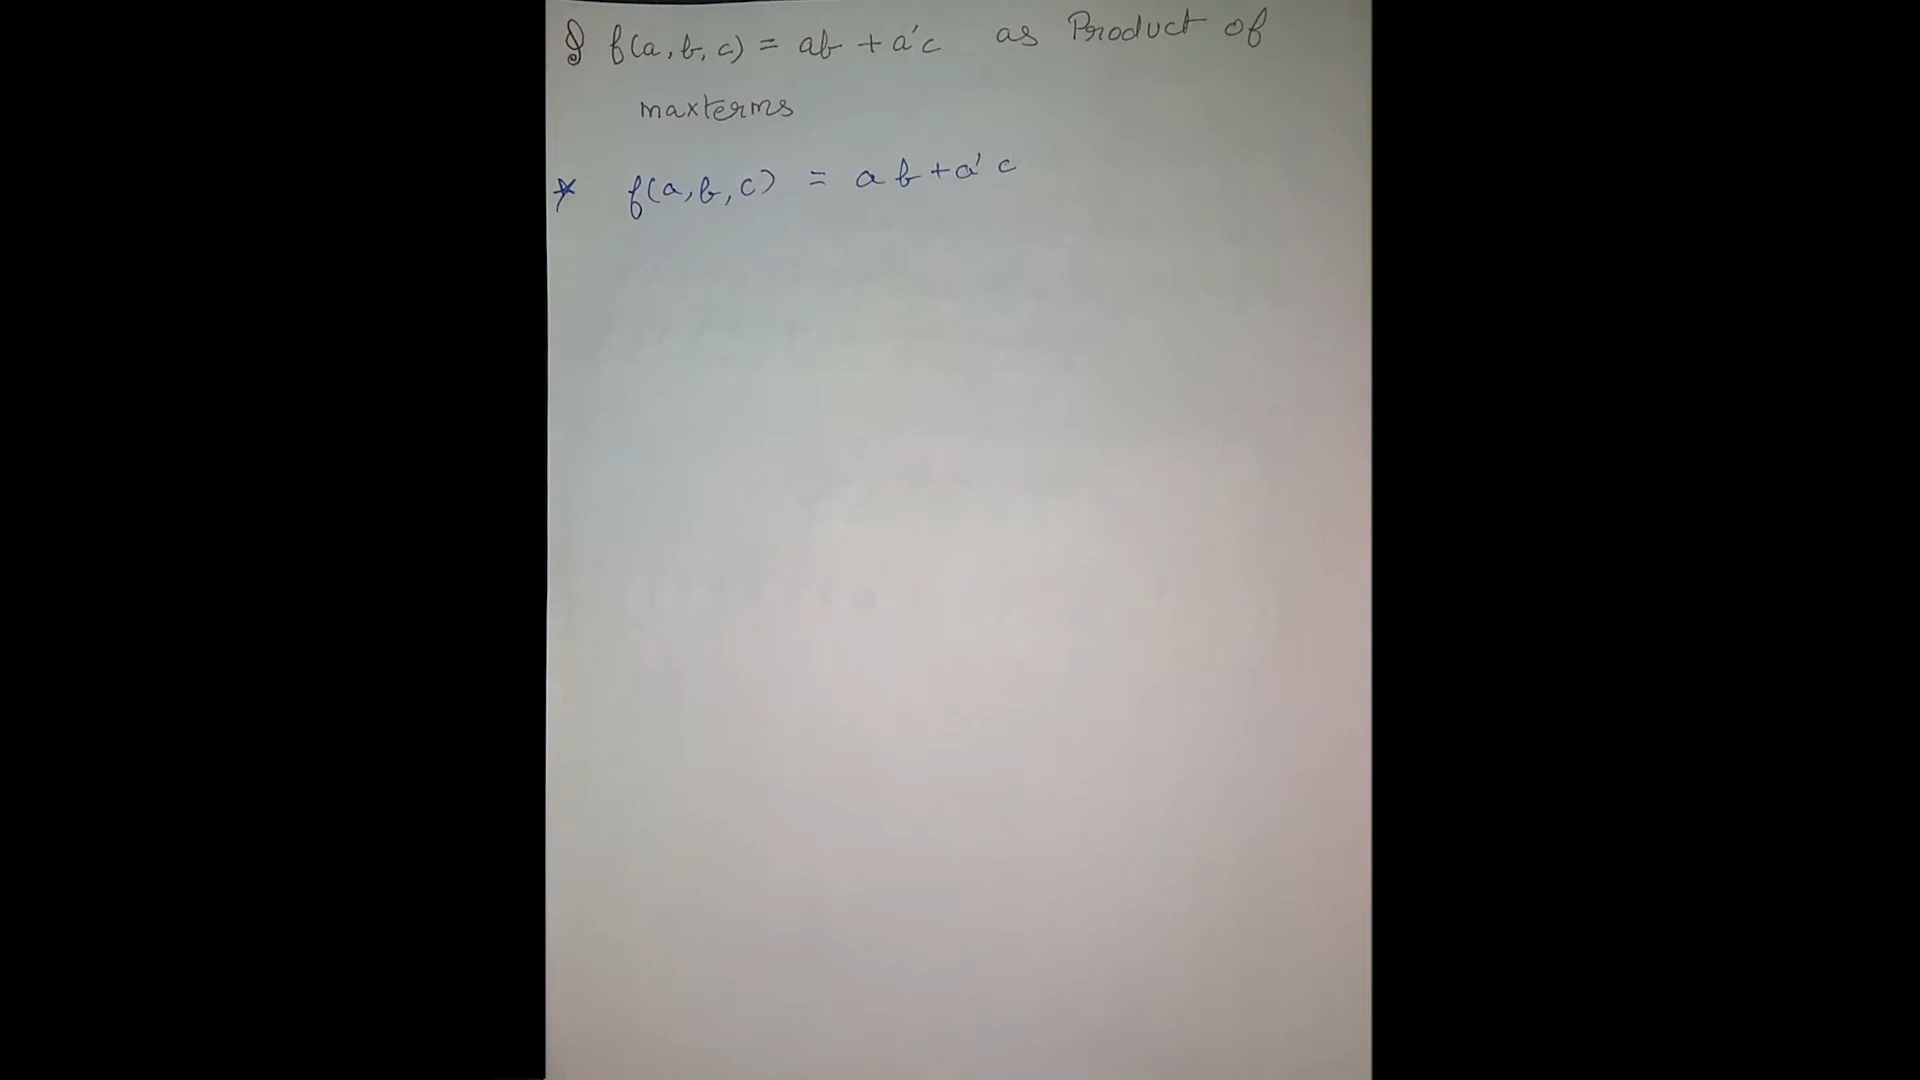 f(a, b, c) = ab + a'c as Product of
maxterms
* f(a, b, c) = ab + a'c